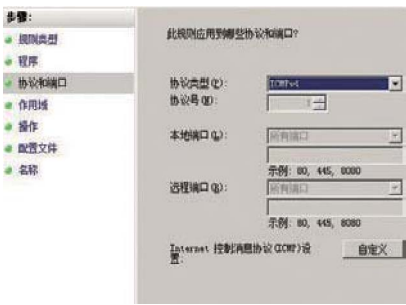 步骤:
规则类型
程序
协议和端口
作用域
操作
配置文件
名称
此规则应用到哪些协议和端口?
协议类型(P): ICMPv4
协议号(U): 1
本地端口(L): 所有端口
示例: 80, 445, 8080
远程端口(R): 所有端口
示例: 80, 445, 8080
Internet 控制消息协议(ICMP)设
置: 自定义